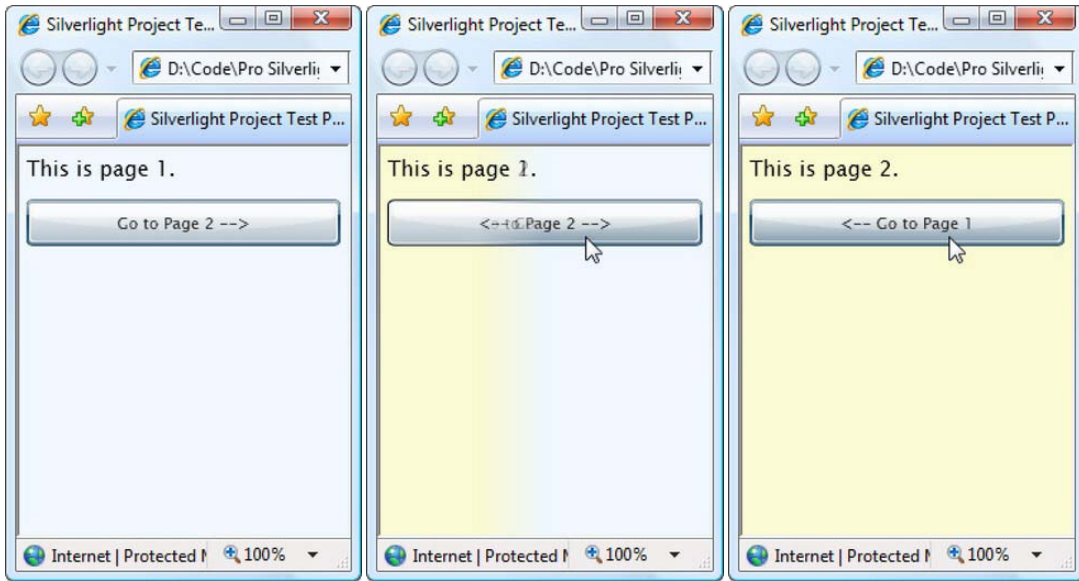 Silverlight Project Te...
D:\Code\Pro Silverli
Silverlight Project Test P...
This is page 1.
Go to Page 2 -->
Internet | Protected M
100%
Silverlight Project Te...
D:\Code\Pro Silverli
Silverlight Project Test P...
This is page
Page 2 -->
Internet | Protected M
100%
Silverlight Project Te...
D:\Code\Pro Silverli
Silverlight Project Test P...
This is page 2.
<-- Go to Page 1
Internet | Protected M
100%